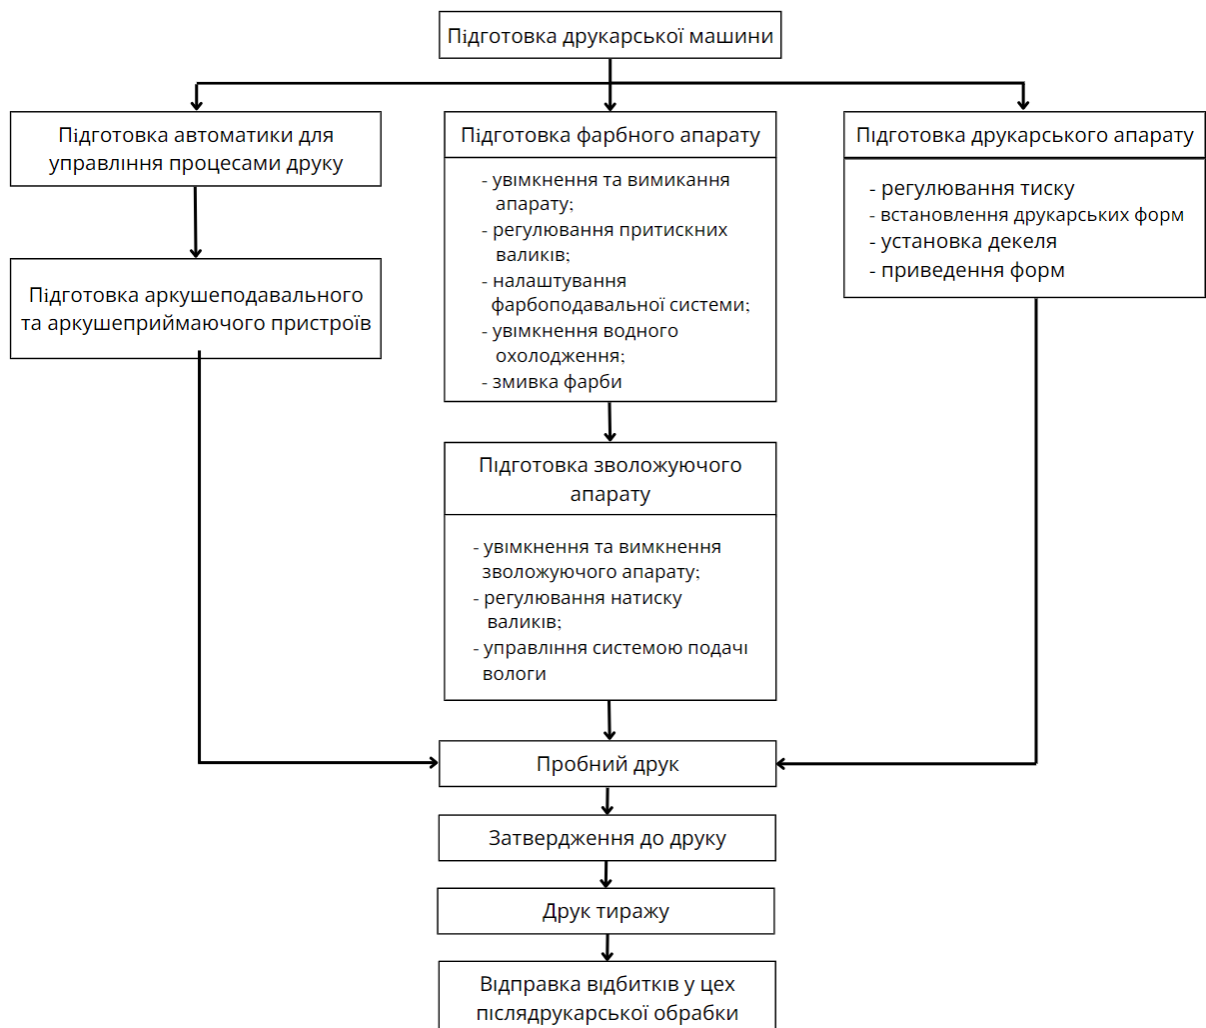 Підготовка друкарської машини
Підготовка автоматики для
управління процесами друку
Підготовка аркушеподавального
та аркушеприймаючого пристроїв
Підготовка фарбного апарату
- увімкнення та вимикання
апарату;
- регулювання притискних
валиків;
- налаштування
фарбоподавальної системи;
- увімкнення водного
охолодження;
- змивка фарби
Підготовка зволожуючого
апарату
- увімкнення та вимкнення
зволожуючого апарату;
- регулювання натиску
валиків;
- управління системою подачі
вологи
Підготовка друкарського апарату
- регулювання тиску
- встановлення друкарських форм
- установка декеля
- приведення форм
Пробний друк
Затвердження до друку
Друк тиражу
Відправка відбитків у цех
післядрукарської обрабки